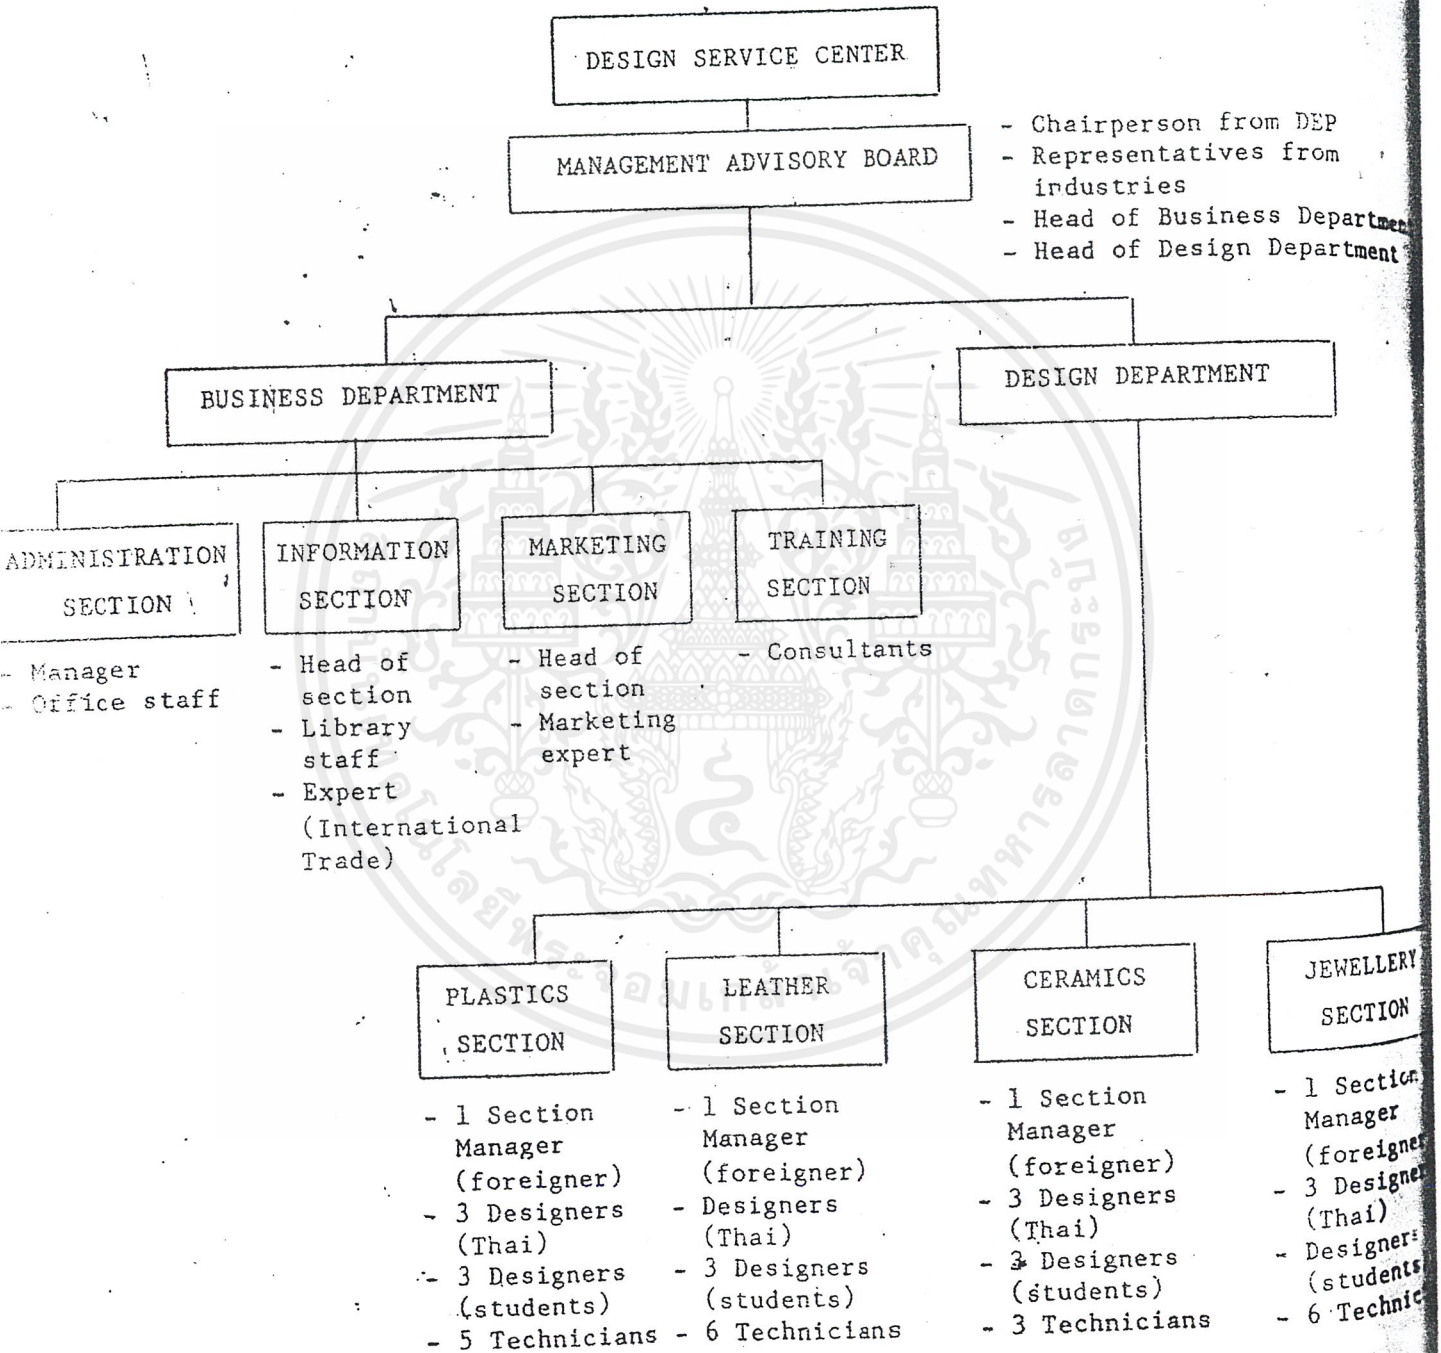 DESIGN SERVICE CENTER
MANAGEMENT ADVISORY BOARD
- Chairperson from DEP
- Representatives from
industries
- Head of Business Department
- Head of Design Department
BUSINESS DEPARTMENT
DESIGN DEPARTMENT
ADMINISTRATION
SECTION
- Manager
- Office staff
INFORMATION
SECTION
- Head of
section
- Library
staff
- Expert
(International
Trade)
MARKETING
SECTION
- Head of
section
- Marketing
expert
TRAINING
SECTION
- Consultants
PLASTICS
SECTION
- 1 Section
Manager
(foreigner)
- 3 Designers
(Thai)
- 3 Designers
(students)
- 5 Technicians
LEATHER
SECTION
- 1 Section
Manager
(foreigner)
- Designers
(Thai)
- 3 Designers
(students)
- 6 Technicians
CERAMICS
SECTION
- 1 Section
Manager
(foreigner)
- 3 Designers
(Thai)
- 3 Designers
(students)
- 3 Technicians
JEWELLERY
SECTION
- 1 Section
Manager
(foreigne
- 3 Designe
(Thai)
- Designers
(students
- 6 Technic